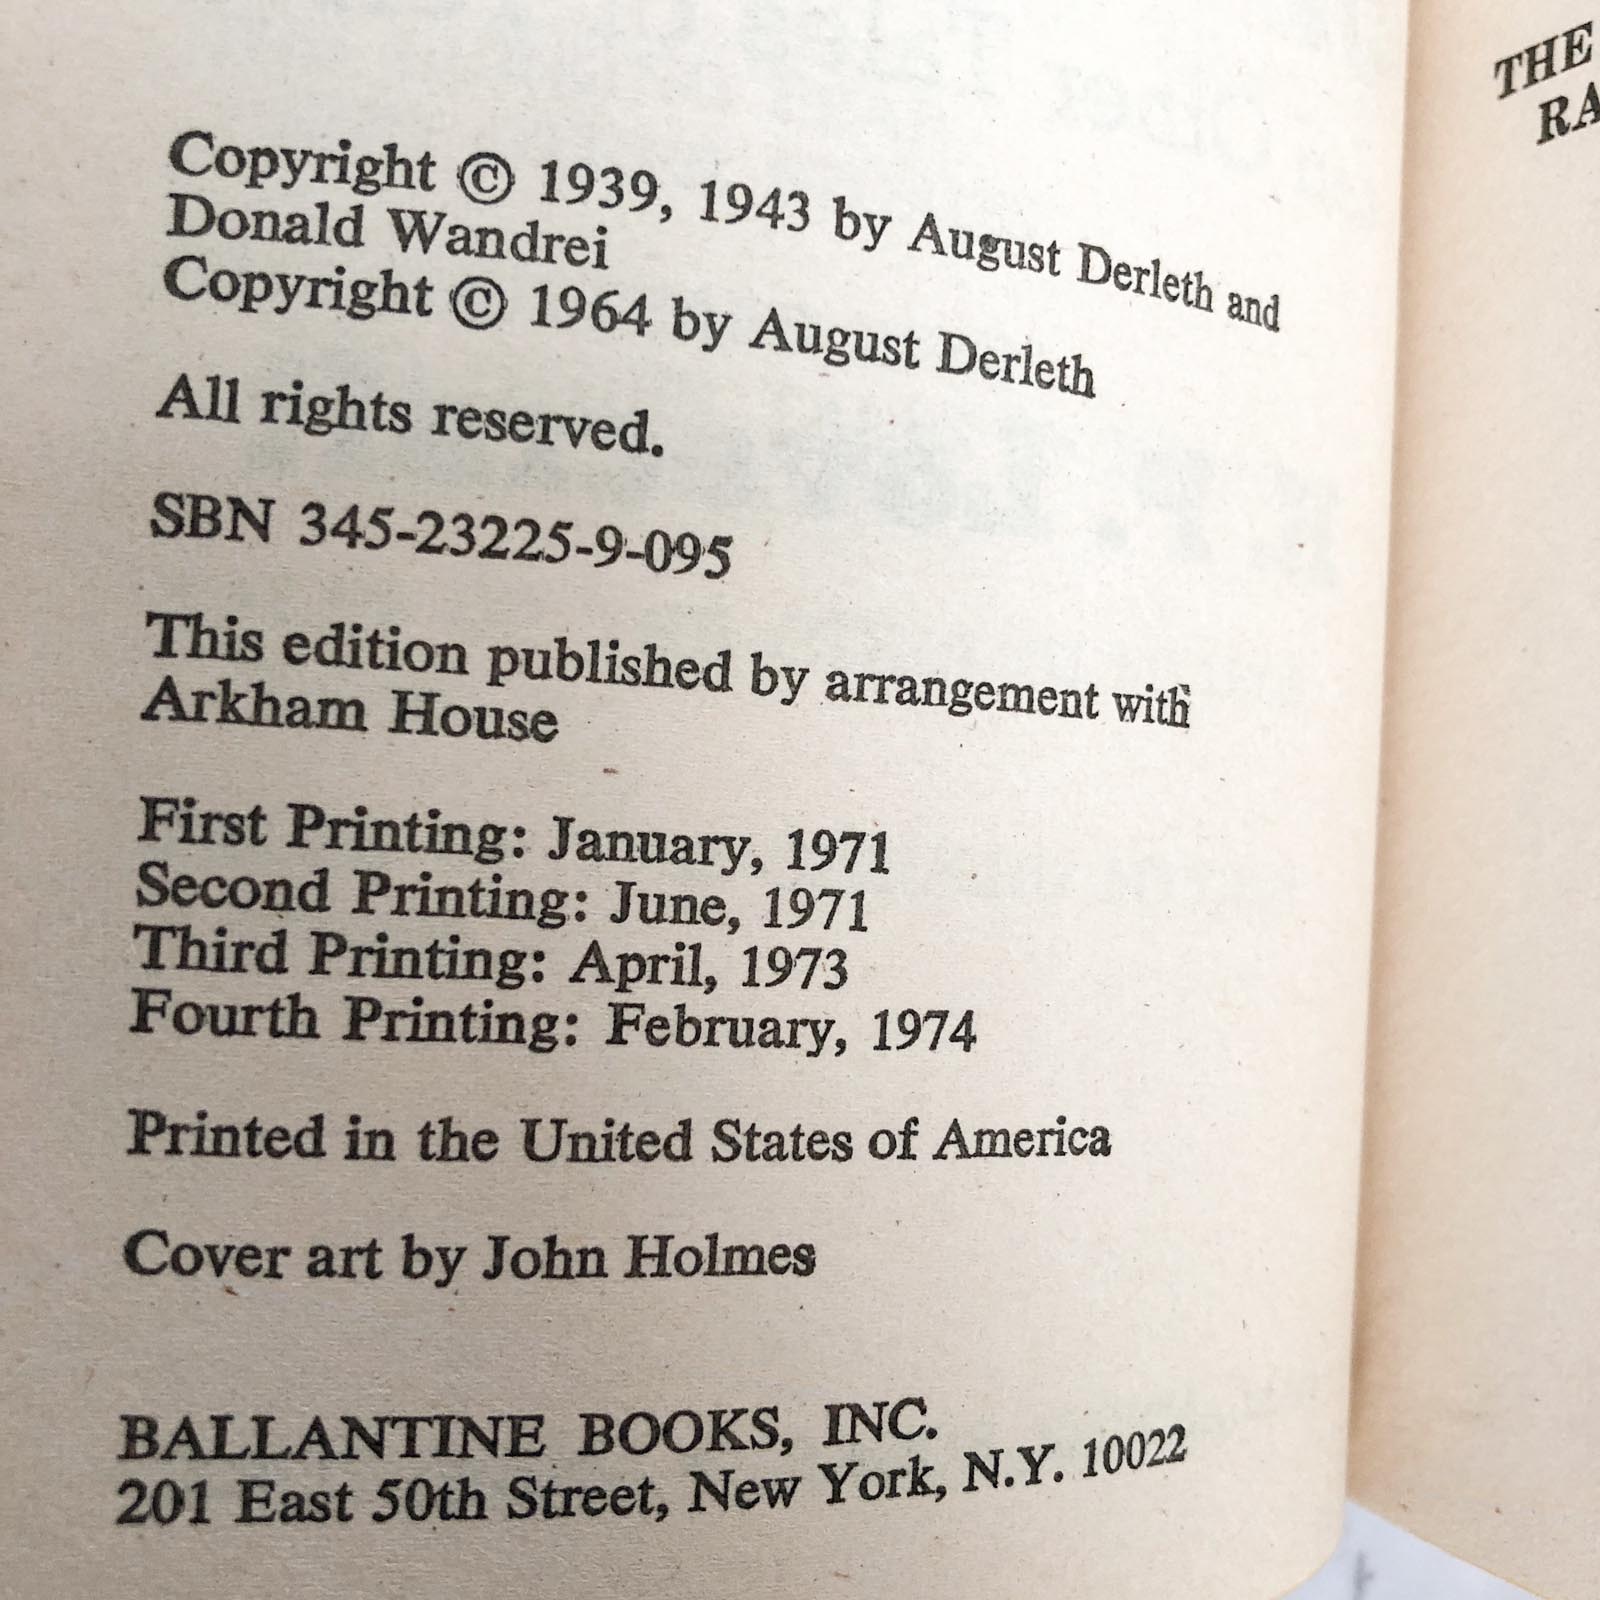 Copyright © 1939, 1943 by August Derleth and
Donald Wandrei
Copyright © 1964 by August Derleth
All rights reserved.
SBN 345-23225-9-095
This edition published by arrangement with
Arkham House
First Printing: January, 1971
Second Printing: June, 1971
Third Printing: April, 1973
Fourth Printing: February, 1974
Printed in the United States of America
Cover art by John Holmes
BALLANTINE BOOKS, INC.
201 East 50th Street, New York, N.Y. 10022
THE